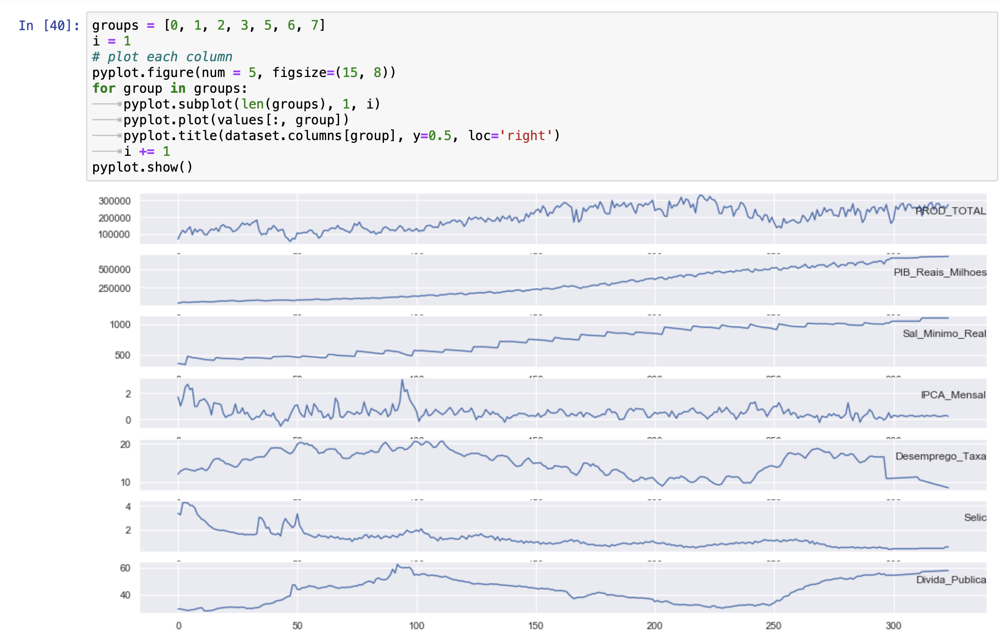 In [40]:
groups = [0, 1, 2, 3, 5, 6, 7]
i = 1
# plot each column
pyplot.figure(num = 5, figsize=(15, 8))
for group in groups:
pyplot.subplot(len(groups), 1, i)
pyplot.plot(values[:, group])
pyplot.title(dataset.columns[group], y=0.5, loc='right')
i += 1
pyplot.show()
300000
200000
100000
PROD_TOTAL
500000
250000
PIB_Reais_Milhoes
1000
500
Sal_Minimo_Real
2
0
IPCA_Mensal
20
10
Desemprego_Taxa
4
2
Selic
60
40
Divida_Publica
0 50 100 150 200 250 300